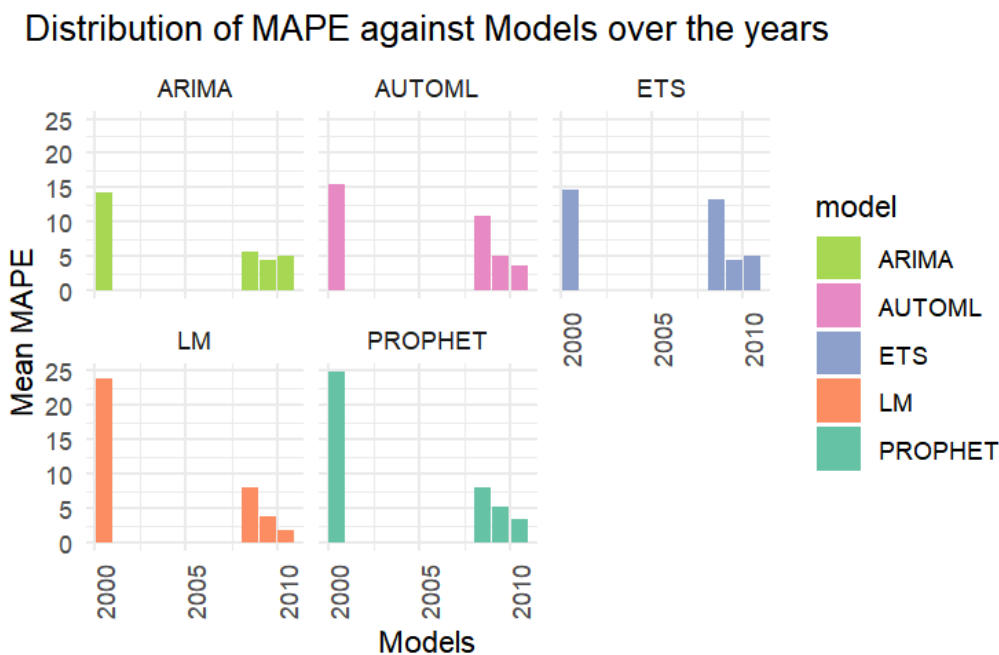 Distribution of MAPE against Models over the years
ARIMA
AUTOML
ETS
25
20
15
10
5
0
2000
2005
2010
LM
PROPHET
25
20
15
10
5
0
2000
2005
2010
2000
2005
2010
Mean MAPE
Models
model
ARIMA
AUTOML
ETS
LM
PROPHET